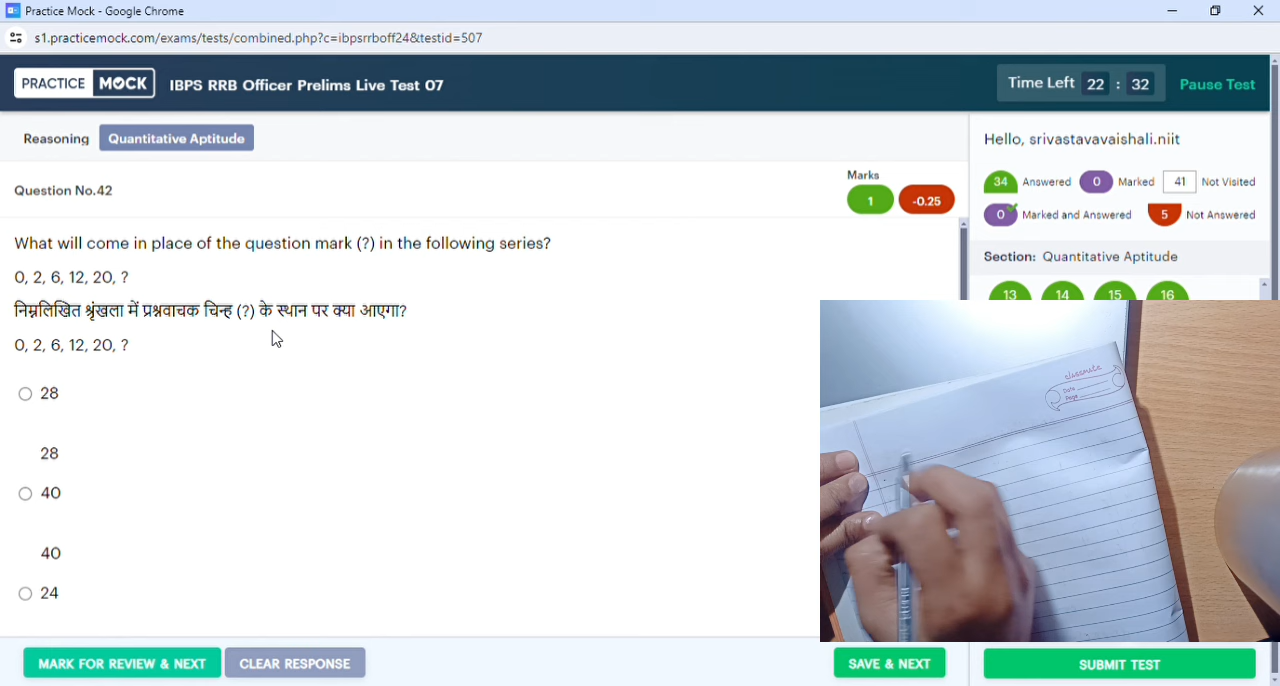 Practice Mock - Google Chrome
s1.practicemock.com/exams/tests/combined.php?c=ibpsrrboff24&testid=507
PRACTICE MOCK IBPS RRB Officer Prelims Live Test 07
Time Left 22 : 32 Pause Test
Reasoning Quantitative Aptitude
Hello, srivastavavaishali.niit
Question No.42
Marks
1 -0.25
34 Answered 0 Marked 41 Not Visited
0 Marked and Answered 5 Not Answered
What will come in place of the question mark (?) in the following series?
Section: Quantitative Aptitude
0, 2, 6, 12, 20, ?
13 14 15 16
निम्नलिखित श्रृंखला में प्रश्नवाचक चिन्ह (?) के स्थान पर क्या आएगा?
0, 2, 6, 12, 20, ?
classmate
Date
Page
28
28
40
40
24
MARK FOR REVIEW & NEXT CLEAR RESPONSE SAVE & NEXT SUBMIT TEST